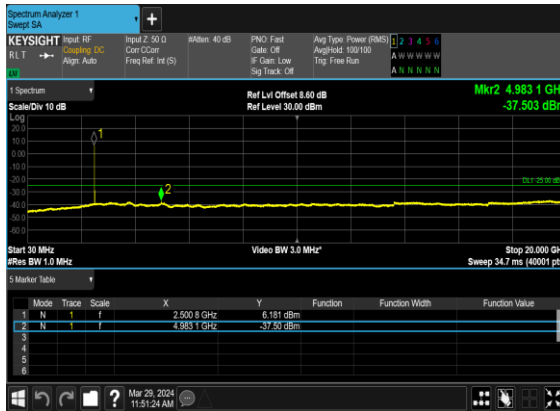 Spectrum Analyzer 1
Swept SA
KEYSIGHT
R L T
Input: RF
Coupling: DC
Align: Auto
Input Z: 50 Ω
Corr CCorr
Freq Ref: Int (S)
#Atten: 40 dB
PNO: Fast
Gate: Off
IF Gain: Low
Sig Track: Off
Avg Type: Power (RMS)
Avg|Hold: 100/100
Trig: Free Run
1 2 3 4 5 6
A W W W W W
A N N N N N
1 Spectrum
Scale/Div 10 dB
Ref Lvl Offset 8.60 dB
Ref Level 30.00 dBm
Mkr2 4.983 1 GHz
-37.503 dBm
Log
20.0
10.0
0.00
-10.0
-20.0
-30.0
-40.0
-50.0
-60.0
1
2
DL1 -25.00 dB
Start 30 MHz
#Res BW 1.0 MHz
Video BW 3.0 MHz*
Stop 20.000 GHz
Sweep 34.7 ms (40001 pts)
5 Marker Table
Mode Trace Scale X Y Function Function Width Function Value
1 N 1 f 2.500 8 GHz 6.181 dBm
2 N 1 f 4.983 1 GHz -37.50 dBm
3
4
5
6
?
Mar 29, 2024
11:51:24 AM